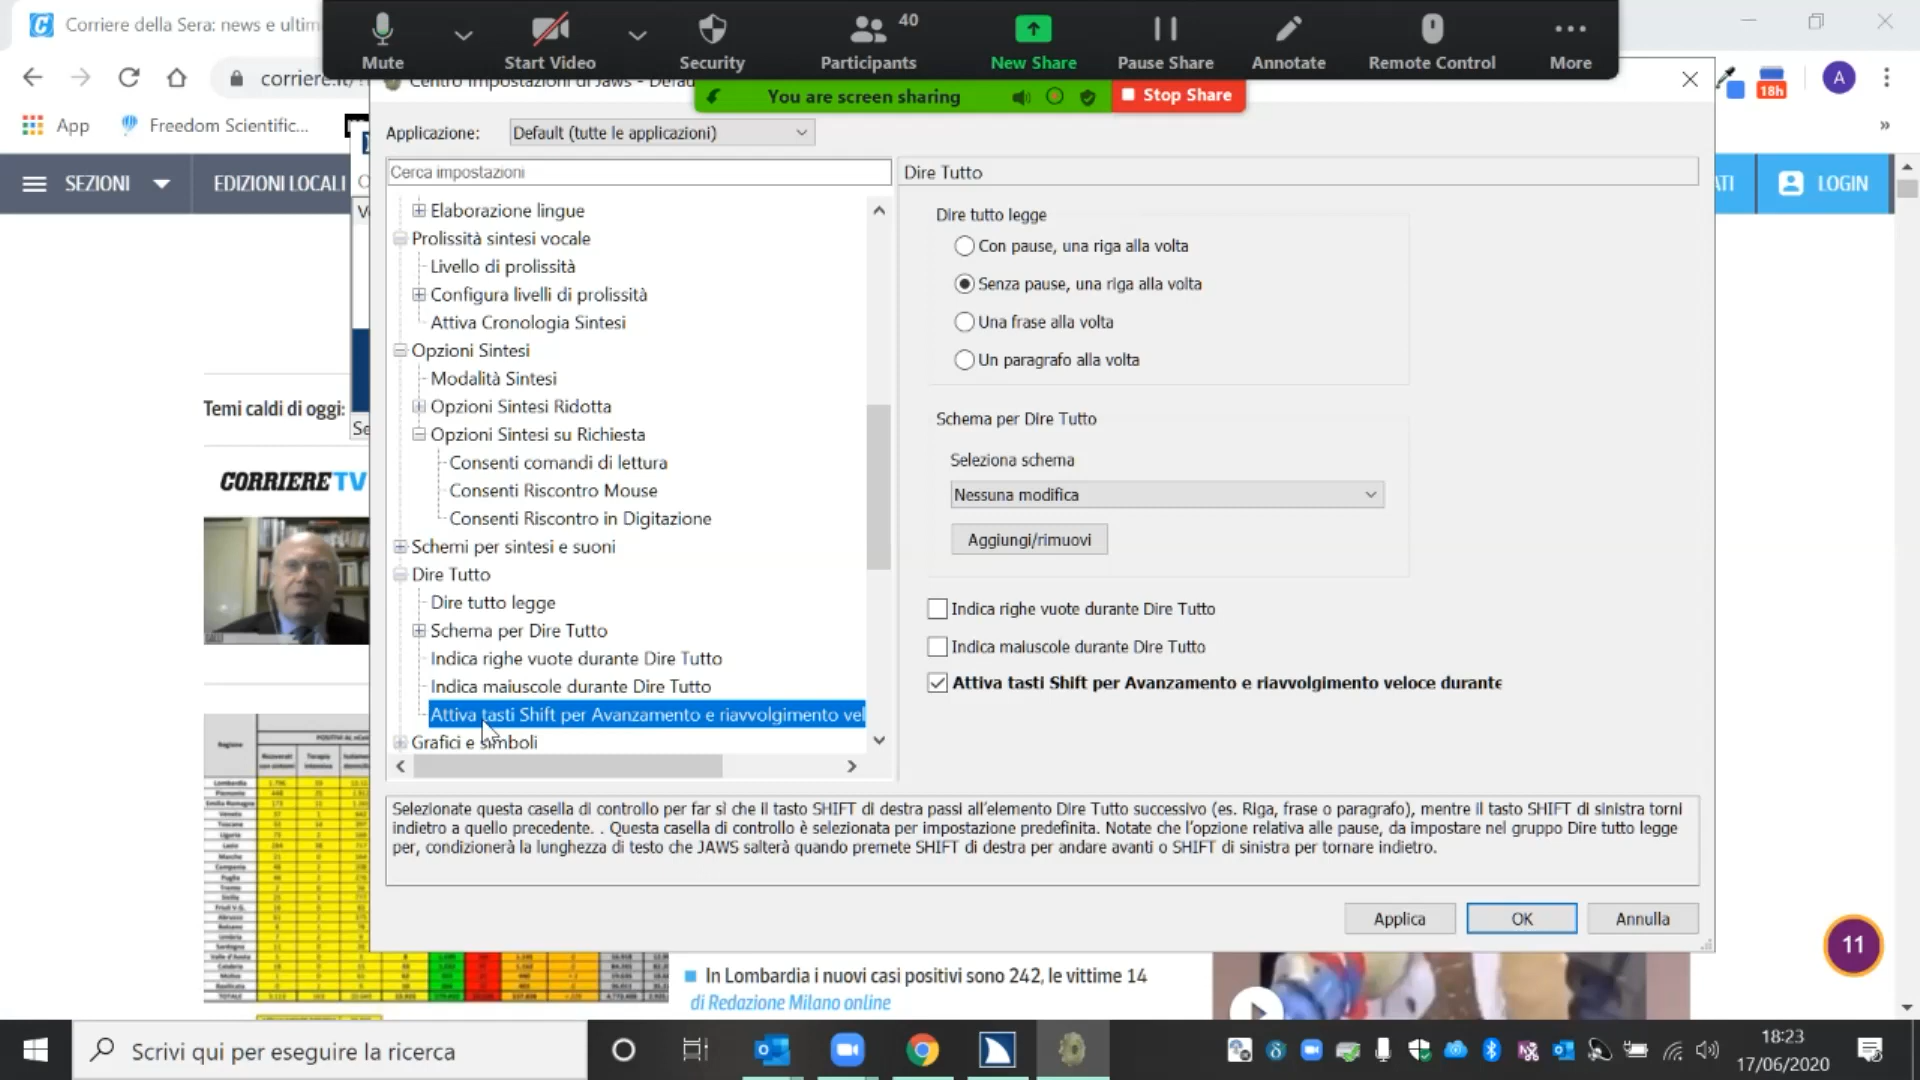 Corriere della Sera: news e ultim
Mute
Start Video
Security
Participants
40
New Share
Pause Share
Annotate
Remote Control
More
You are screen sharing
Stop Share
corriere.it/
Centro Impostazioni di Jaws - Defau
18h
A
App
Freedom Scientific...
»
SEZIONI
EDIZIONI LOCALI
ATI
LOGIN
Applicazione:
Default (tutte le applicazioni)
Cerca impostazioni
Elaborazione lingue
Prolissità sintesi vocale
Livello di prolissità
Configura livelli di prolissità
Attiva Cronologia Sintesi
Opzioni Sintesi
Modalità Sintesi
Opzioni Sintesi Ridotta
Opzioni Sintesi su Richiesta
Consenti comandi di lettura
Consenti Riscontro Mouse
Consenti Riscontro in Digitazione
Schemi per sintesi e suoni
Dire Tutto
Dire tutto legge
Schema per Dire Tutto
Indica righe vuote durante Dire Tutto
Indica maiuscole durante Dire Tutto
Attiva tasti Shift per Avanzamento e riavvolgimento vel
Grafici e simboli
Dire Tutto
Dire tutto legge
Con pause, una riga alla volta
Senza pause, una riga alla volta
Una frase alla volta
Un paragrafo alla volta
Schema per Dire Tutto
Seleziona schema
Nessuna modifica
Aggiungi/rimuovi
Indica righe vuote durante Dire Tutto
Indica maiuscole durante Dire Tutto
Attiva tasti Shift per Avanzamento e riavvolgimento veloce durante
Selezionate questa casella di controllo per far sì che il tasto SHIFT di destra passi all'elemento Dire Tutto successivo (es. Riga, frase o paragrafo), mentre il tasto SHIFT di sinistra torni
indietro a quello precedente. . Questa casella di controllo è selezionata per impostazione predefinita. Notate che l'opzione relativa alle pause, da impostare nel gruppo Dire tutto legge
per, condizionerà la lunghezza di testo che JAWS salterà quando premete SHIFT di destra per andare avanti o SHIFT di sinistra per tornare indietro.
Applica
OK
Annulla
Temi caldi di oggi:
Se
CORRIERE TV
11
In Lombardia i nuovi casi positivi sono 242, le vittime 14
di Redazione Milano online
Scrivi qui per eseguire la ricerca
18:23
17/06/2020